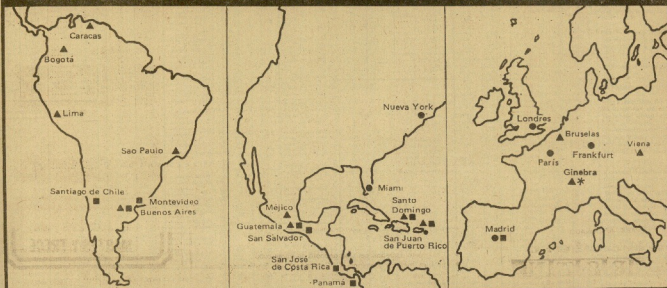 Caracas
Bogotá
Lima
Sao Paulo
Santiago de Chile
Montevideo
Buenos Aires
Nueva York
Miami
Méjico
Santo
Domingo
Guatemala
San Salvador
San Juan
de Puerto Rico
San José
de Costa Rica
Panamá
Londres
Bruselas
París
Frankfurt
Viena
Ginebra
Madrid